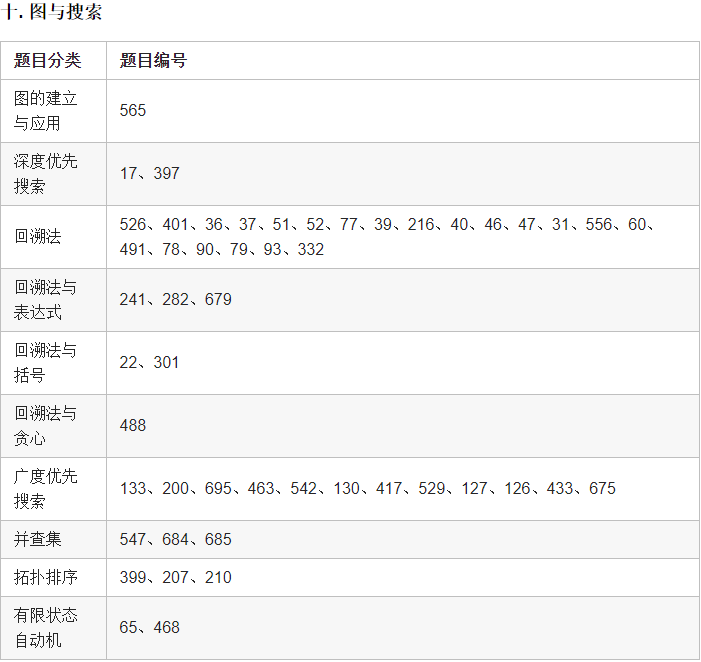 十. 图与搜索
题目分类 题目编号
图的建立
与应用
565
深度优先
搜索
17、397
回溯法
526、401、36、37、51、52、77、39、216、40、46、47、31、556、60、
491、78、90、79、93、332
回溯法与
表达式
241、282、679
回溯法与
括号
22、301
回溯法与
贪心
488
广度优先
搜索
133、200、695、463、542、130、417、529、127、126、433、675
并查集 547、684、685
拓扑排序 399、207、210
有限状态
自动机
65、468